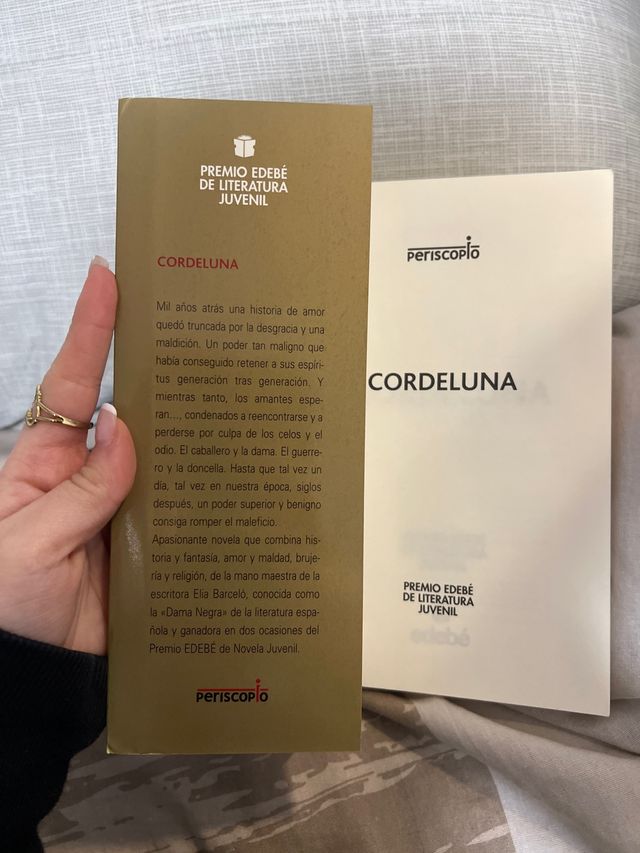 PREMIO EDEBÉ
DE LITERATURA
JUVENIL
CORDELUNA
Mil años atrás una historia de amor
quedó truncada por la desgracia y una
maldición. Un poder tan maligno que
había conseguido retener a sus espíri-
tus generación tras generación. Y
mientras tanto, los amantes espe-
ran..., condenados a reencontrarse y a
perderse por culpa de los celos y el
odio. El caballero y la dama. El guerre-
ro y la doncella. Hasta que tal vez un
día, tal vez en nuestra época, siglos
después, un poder superior y benigno
consiga romper el maleficio.
Apasionante novela que combina his-
toria y fantasía, amor y maldad, bruje-
ría y religión, de la mano maestra de la
escritora Elia Barceló, conocida como
la «Dama Negra» de la literatura espa-
ñola y ganadora en dos ocasiones del
Premio EDEBÉ de Novela Juvenil.
PERISCOPIO
PERISCOPIO
CORDELUNA
PREMIO EDEBÉ
DE LITERATURA
JUVENIL
edebé